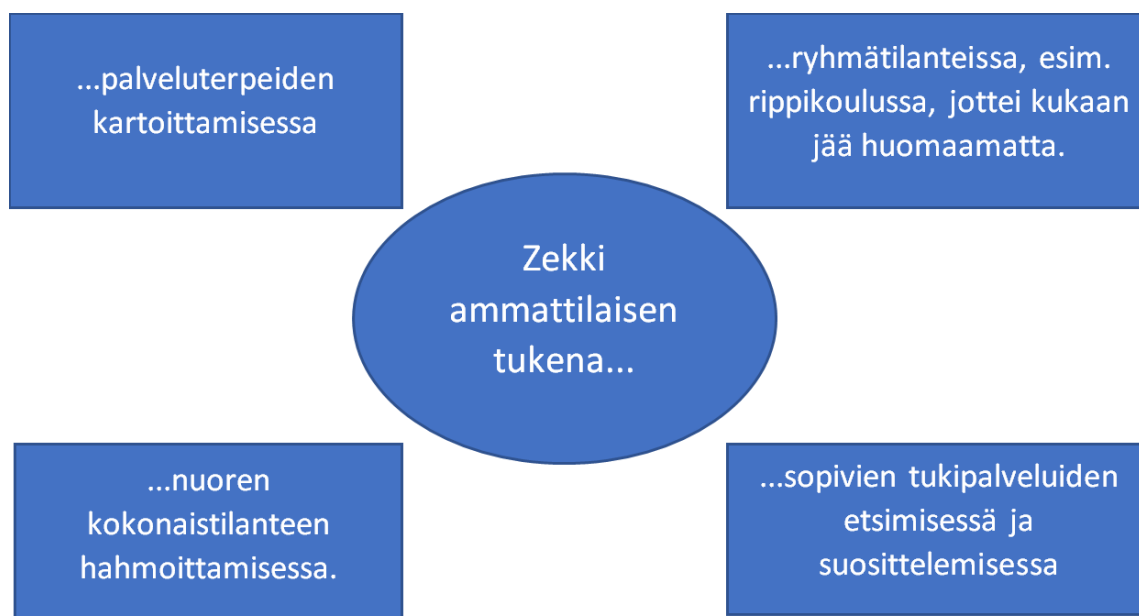 ...palveluterpeiden
kartoittamisessa
...ryhmätilanteissa, esim.
rippikoulussa, jottei kukaan
jää huomaamatta.
Zekki
ammattilaisen
tukena...
...nuoren
kokonaistilanteen
hahmoittamisessa.
...sopivien tukipalveluiden
etsimisessä ja
suosittelemisessa